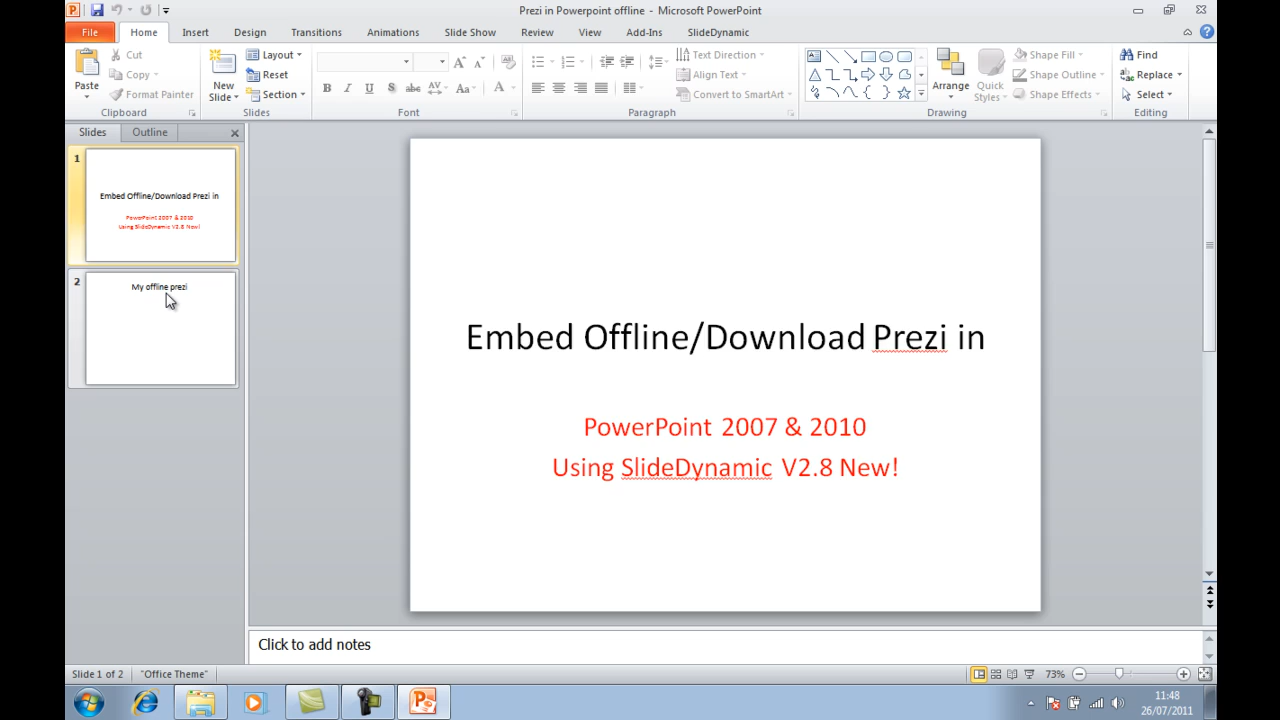 Prezi in Powerpoint offline - Microsoft PowerPoint
File Home Insert Design Transitions Animations Slide Show Review View Add-Ins SlideDynamic
Paste
Cut
Copy
Format Painter
Clipboard
New
Slide
Layout
Reset
Section
Slides
B I U S abc AV Aa A
Font
Text Direction
Align Text
Convert to SmartArt
Paragraph
Arrange
Quick
Styles
Shape Fill
Shape Outline
Shape Effects
Drawing
Find
Replace
Select
Editing
Slides Outline
1
Embed Offline/Download Prezi in
PowerPoint 2007 & 2010
Using SlideDynamic V2.8 New!
2
My offline prezi
Embed Offline/Download Prezi in
PowerPoint 2007 & 2010
Using SlideDynamic V2.8 New!
Click to add notes
Slide 1 of 2 "Office Theme" 73%
11:48
26/07/2011